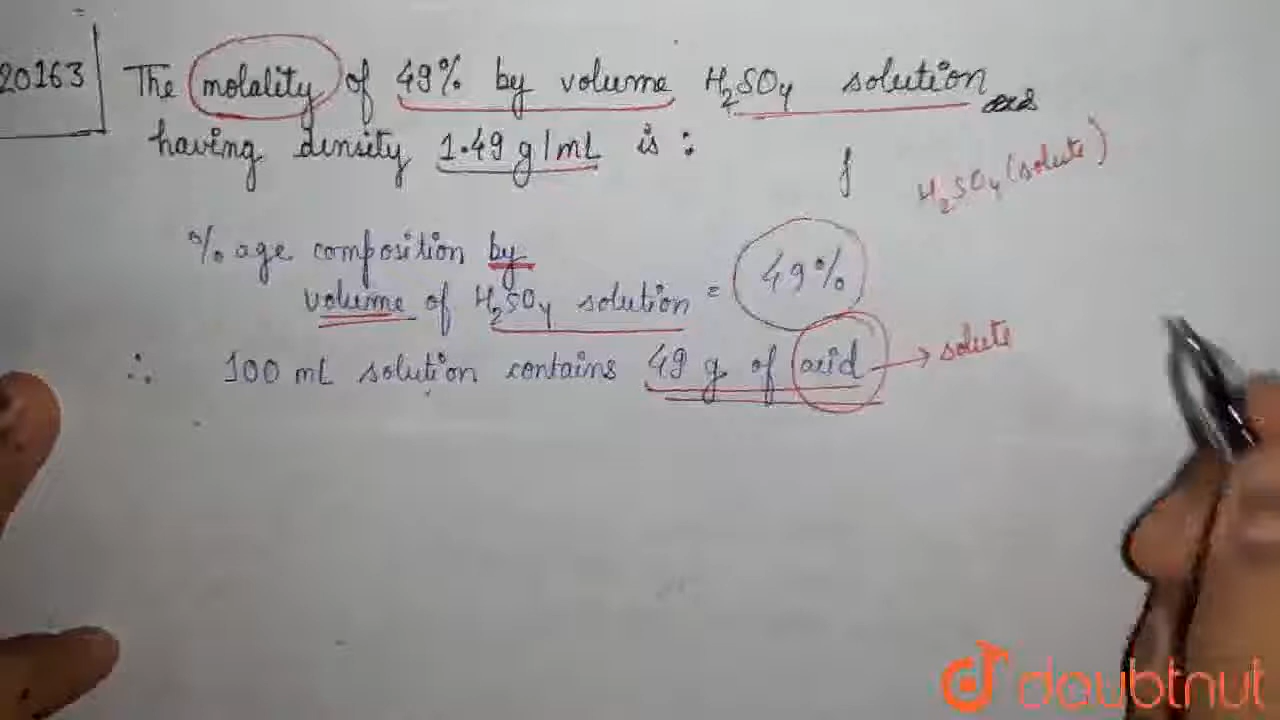 20163
The molality of 49% by volume H₂SO₄ solution
having density 1.49 g/mL is :
H₂SO₄ (solute)
% age composition by
volume of H₂SO₄ solution = 49%
∴ 100 mL solution contains 49 g of acid → solute
doubtnut